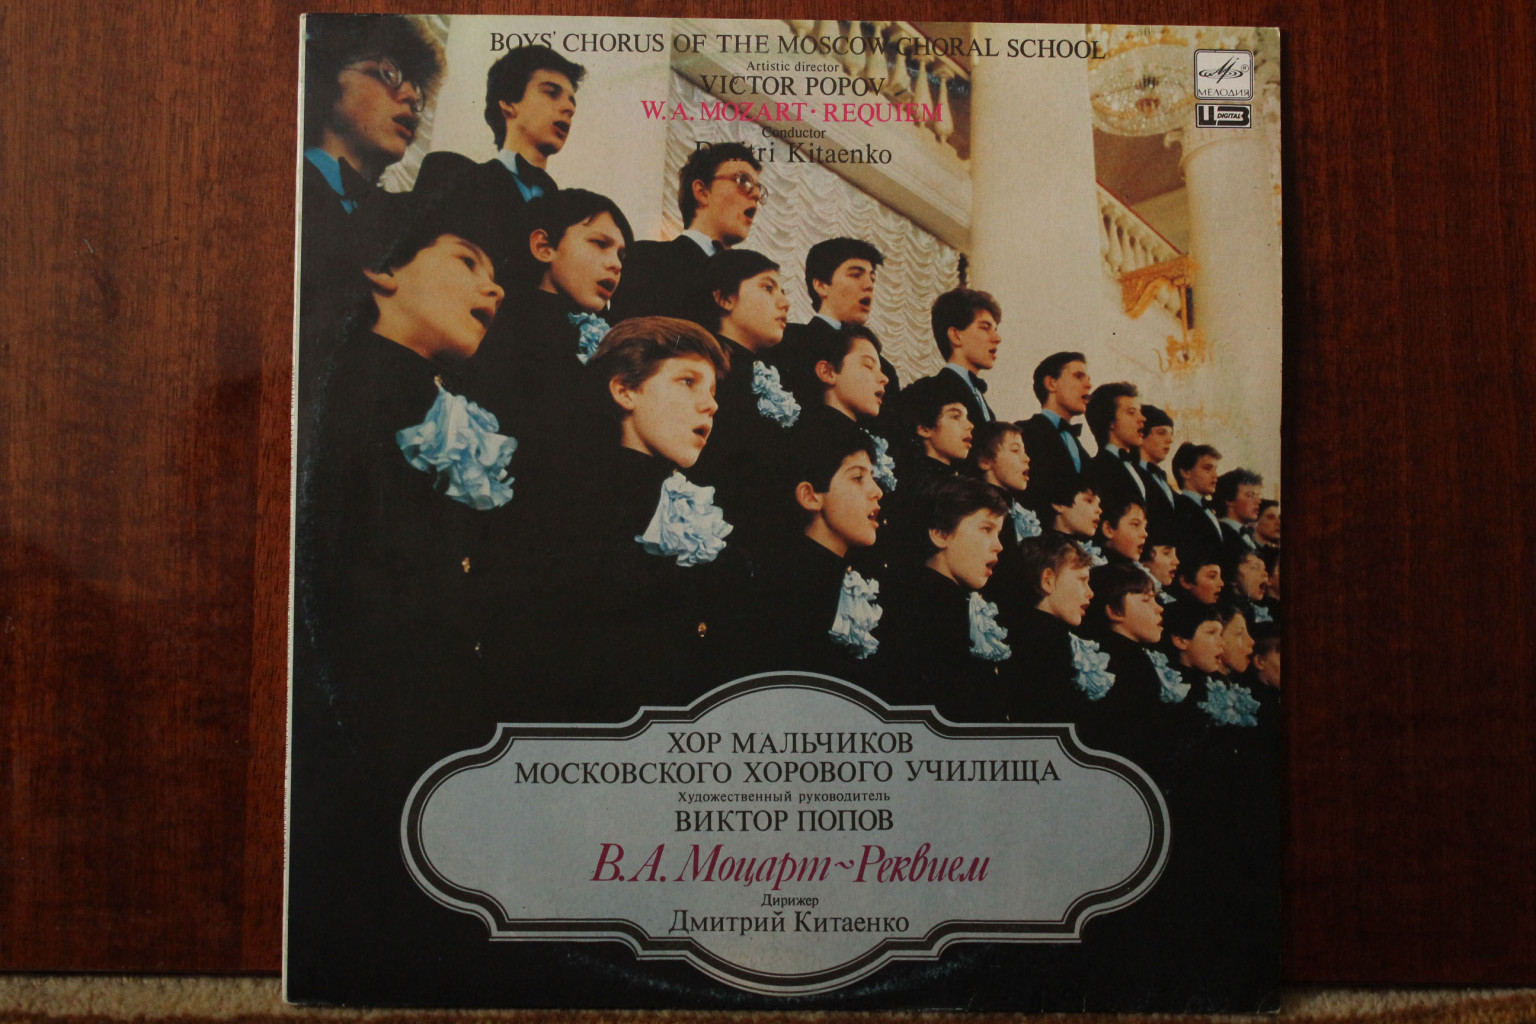 BOYS' CHORUS OF THE MOSCOW CHORAL SCHOOL
Artistic director
VICTOR POPOV
W. A. MOZART · REQUIEM
Conductor
Dmitri Kitaenko
МЕЛОДИЯ
DIGITAL
ХОР МАЛЬЧИКОВ
МОСКОВСКОГО ХОРОВОГО УЧИЛИЩА
Художественный руководитель
ВИКТОР ПОПОВ
В. А. Моцарт ~ Реквием
Дирижер
Дмитрий Китаенко